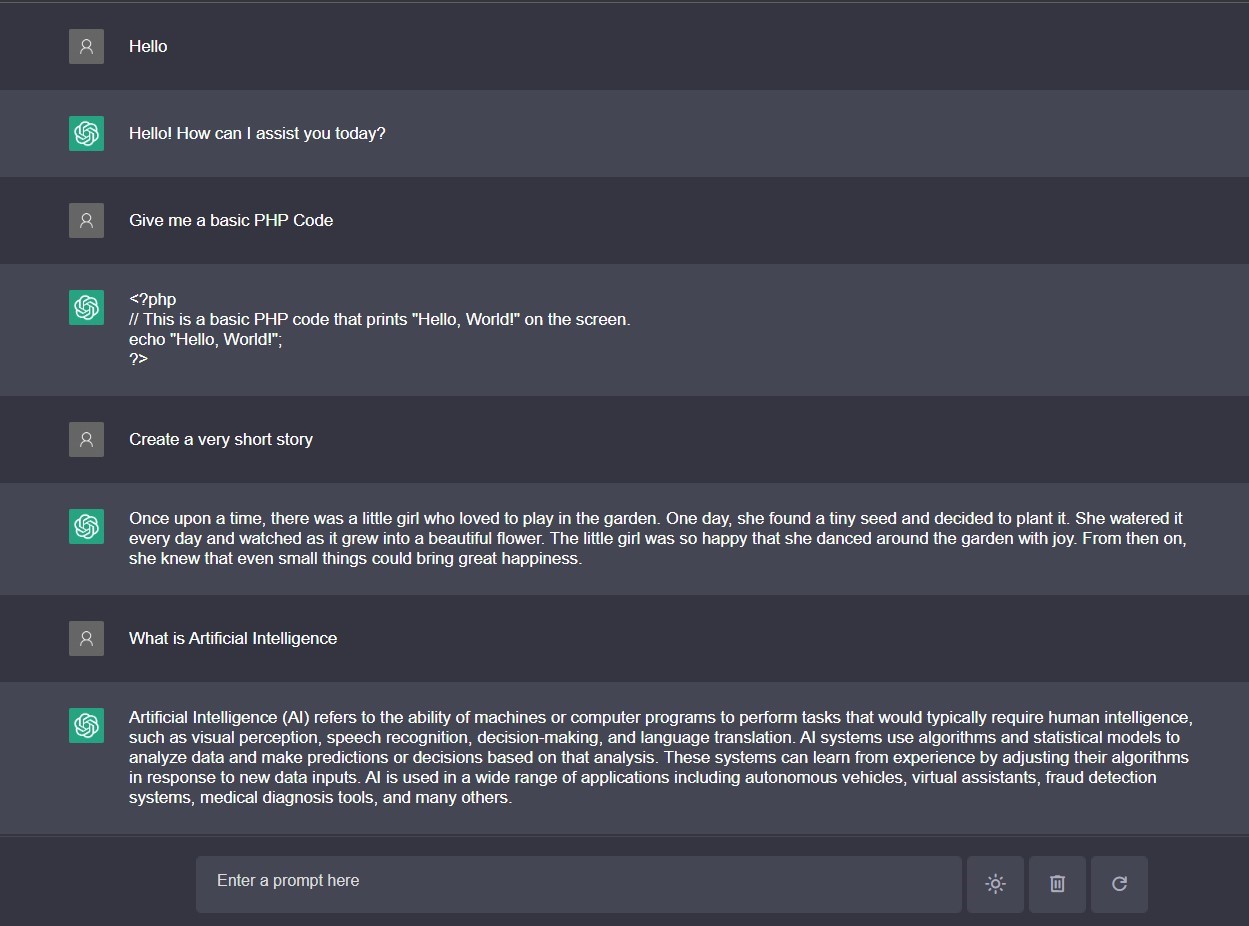 Hello
Hello! How can I assist you today?
Give me a basic PHP Code
<?php
// This is a basic PHP code that prints "Hello, World!" on the screen.
echo "Hello, World!";
?>
Create a very short story
Once upon a time, there was a little girl who loved to play in the garden. One day, she found a tiny seed and decided to plant it. She watered it
every day and watched as it grew into a beautiful flower. The little girl was so happy that she danced around the garden with joy. From then on,
she knew that even small things could bring great happiness.
What is Artificial Intelligence
Artificial Intelligence (AI) refers to the ability of machines or computer programs to perform tasks that would typically require human intelligence,
such as visual perception, speech recognition, decision-making, and language translation. AI systems use algorithms and statistical models to
analyze data and make predictions or decisions based on that analysis. These systems can learn from experience by adjusting their algorithms
in response to new data inputs. AI is used in a wide range of applications including autonomous vehicles, virtual assistants, fraud detection
systems, medical diagnosis tools, and many others.
Enter a prompt here